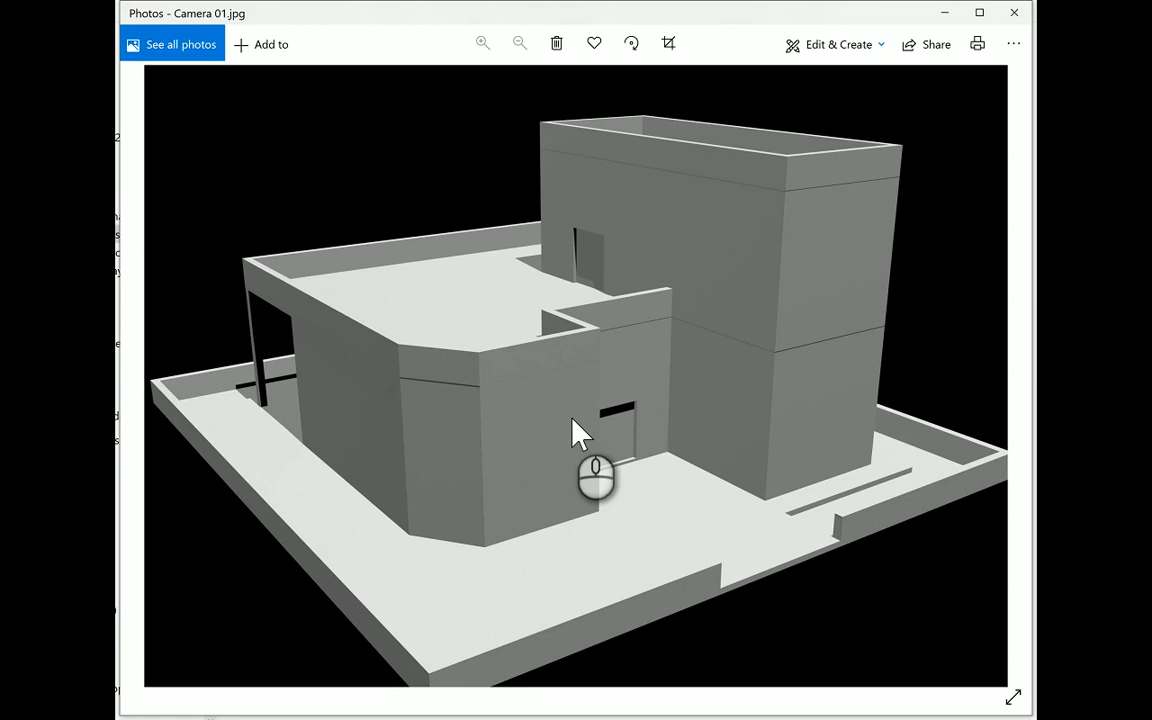 Photos - Camera 01.jpg
See all photos
Add to
Edit & Create
Share